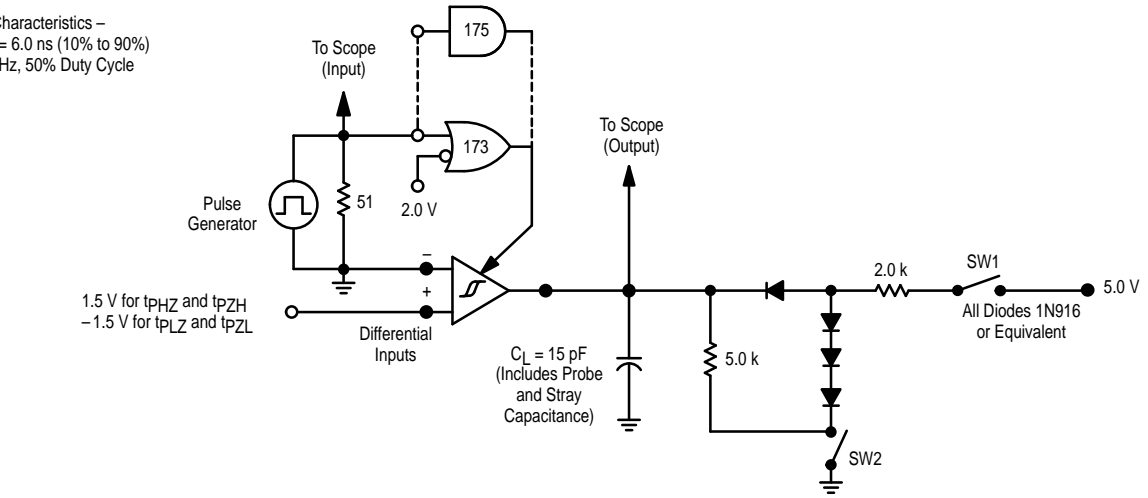 Characteristics –
= 6.0 ns (10% to 90%)
Hz, 50% Duty Cycle
175
To Scope
(Input)
173
To Scope
(Output)
Pulse
Generator
51
2.0 V
–
+
1.5 V for tPHZ and tPZH
– 1.5 V for tPLZ and tPZL
Differential
Inputs
CL = 15 pF
(Includes Probe
and Stray
Capacitance)
5.0 k
2.0 k
SW1
5.0 V
All Diodes 1N916
or Equivalent
SW2